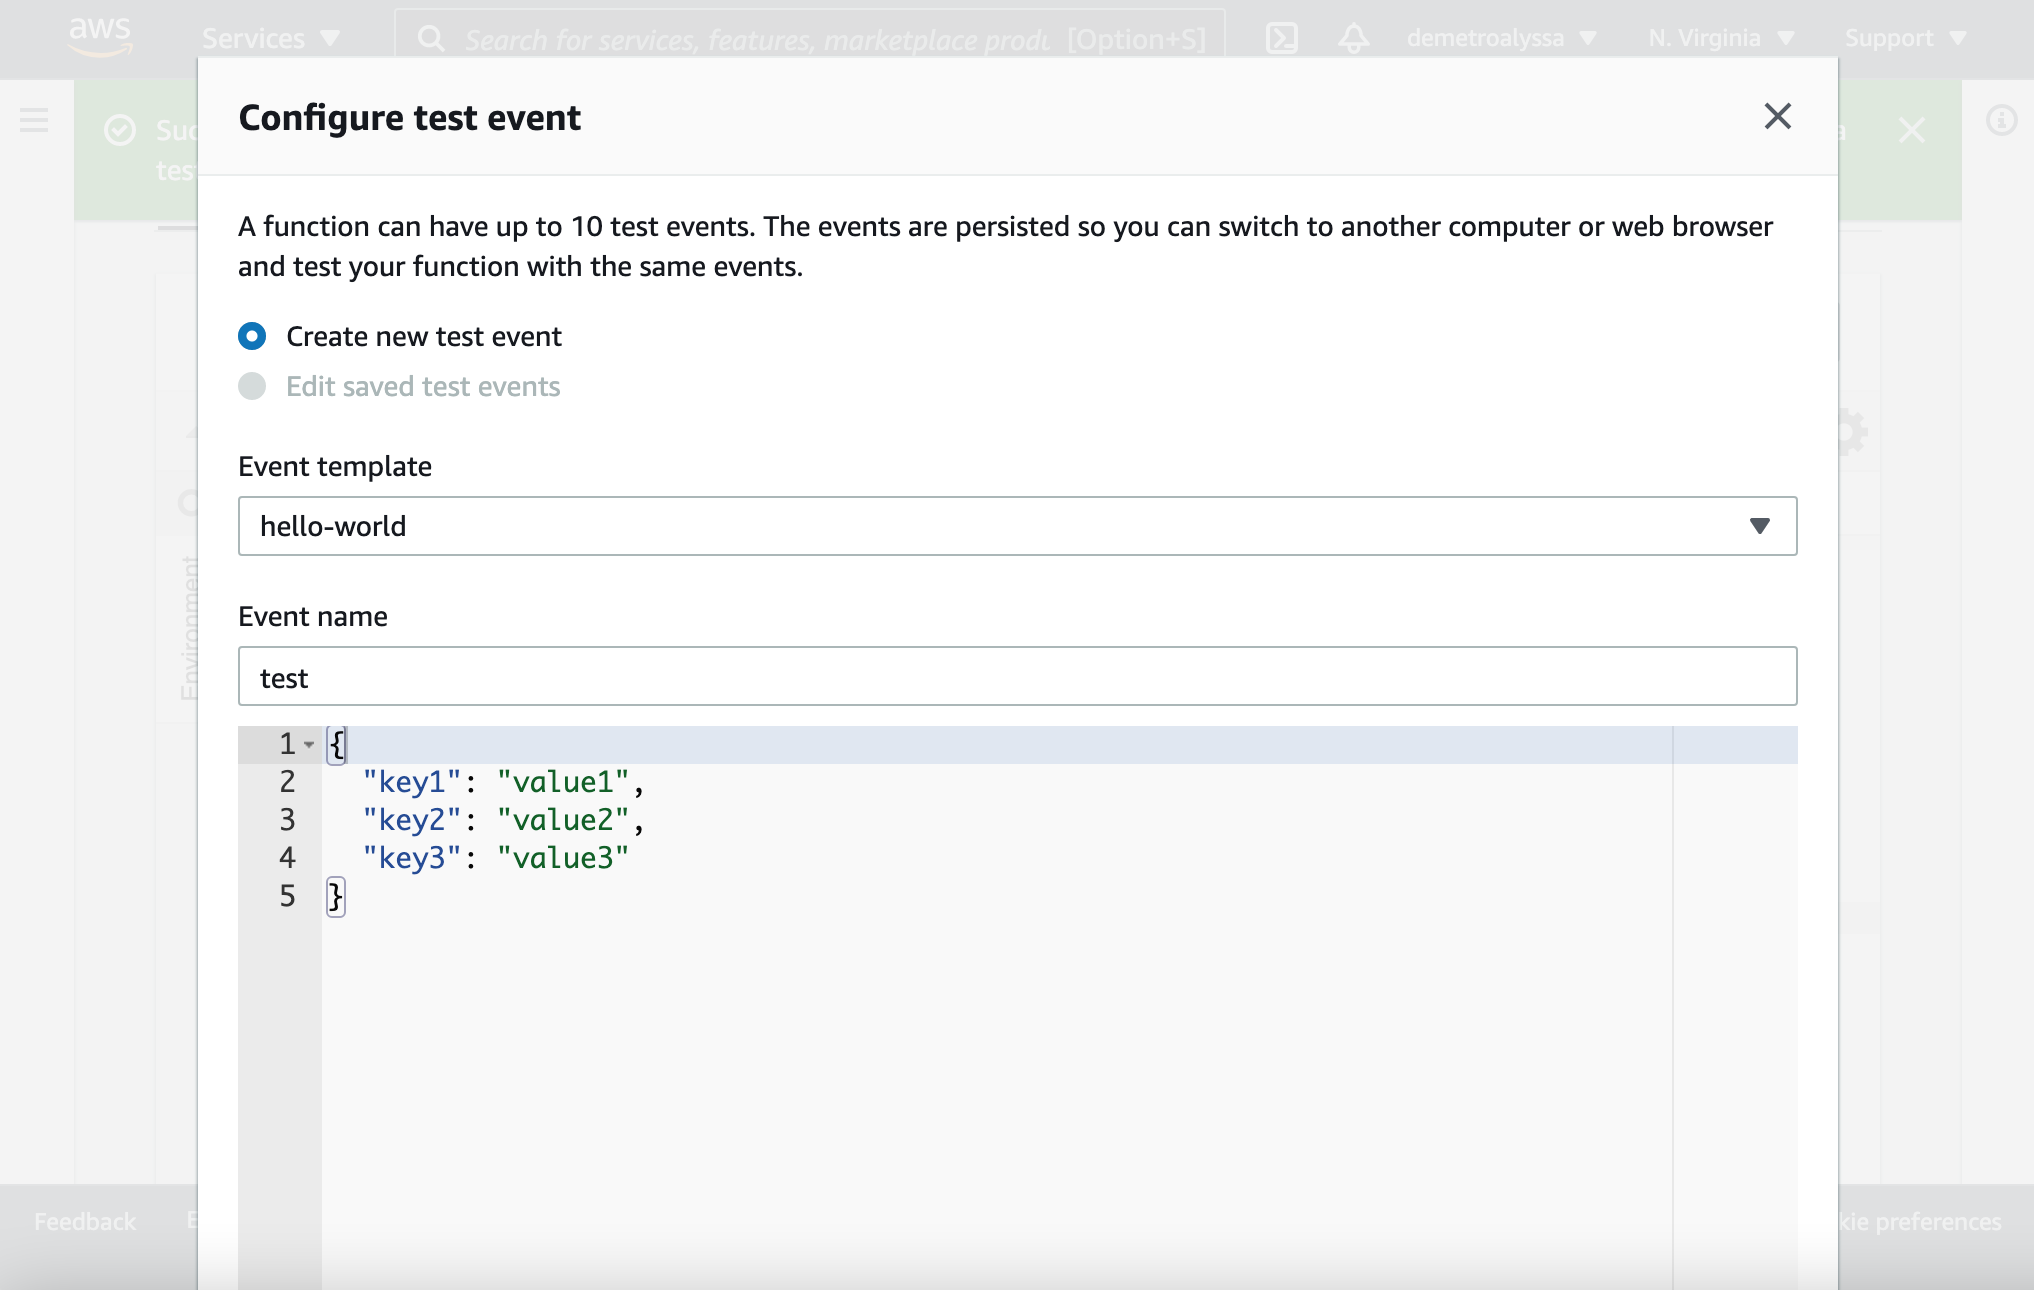 aws
Services
Search for services, features, marketplace produ
[Option+S]
demetroalyssa
N. Virginia
Support
Configure test event
A function can have up to 10 test events. The events are persisted so you can switch to another computer or web browser
and test your function with the same events.
Create new test event
Edit saved test events
Event template
hello-world
Environment
Event name
test
1 {
2 "key1": "value1",
3 "key2": "value2",
4 "key3": "value3"
5 }
Feedback
preferences